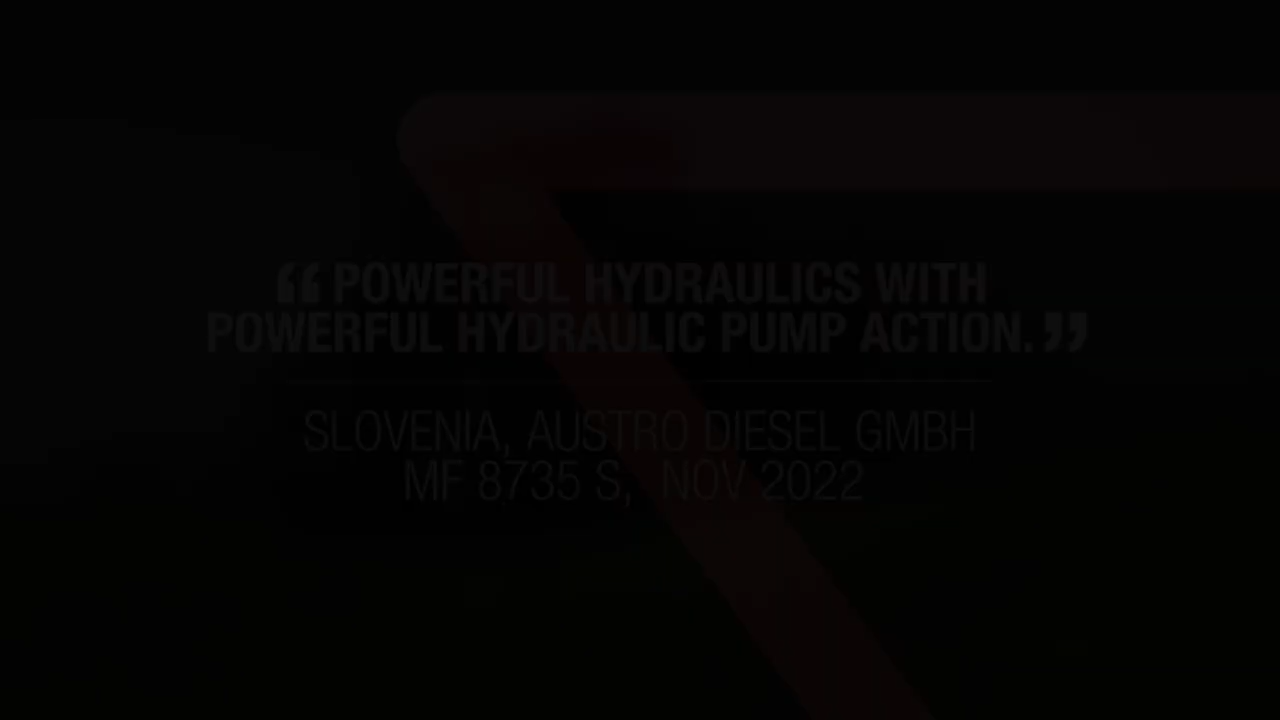 “POWERFUL HYDRAULICS WITH
POWERFUL HYDRAULIC PUMP ACTION.”
SLOVENIA, AUSTRO DIESEL GMBH
MF 8735 S, NOV 2022